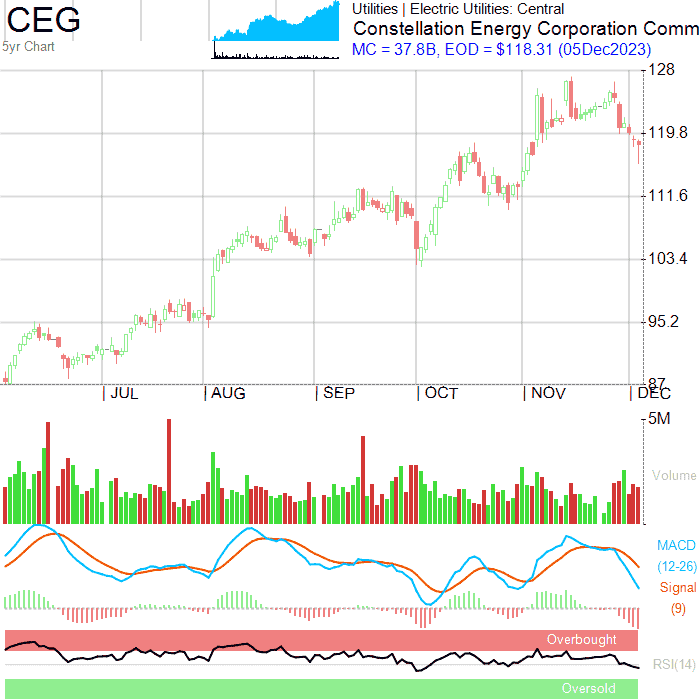 CEG
5yr Chart
Utilities | Electric Utilities: Central
Constellation Energy Corporation Comm
MC = 37.8B, EOD = $118.31 (05Dec2023)
128
119.8
111.6
103.4
95.2
87
| JUL | AUG | SEP | OCT | NOV | DEC
5M
Volume
MACD
(12-26)
Signal
(9)
Overbought
RSI(14)
Oversold